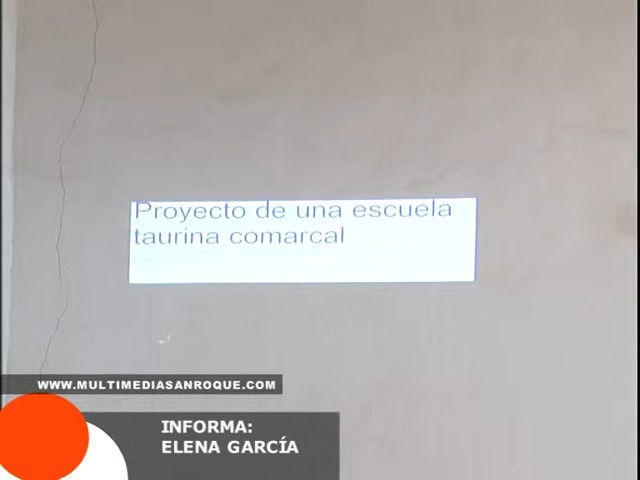 Proyecto de una escuela
taurina comarcal
WWW.MULTIMEDIASANROQUE.COM
INFORMA:
ELENA GARCÍA